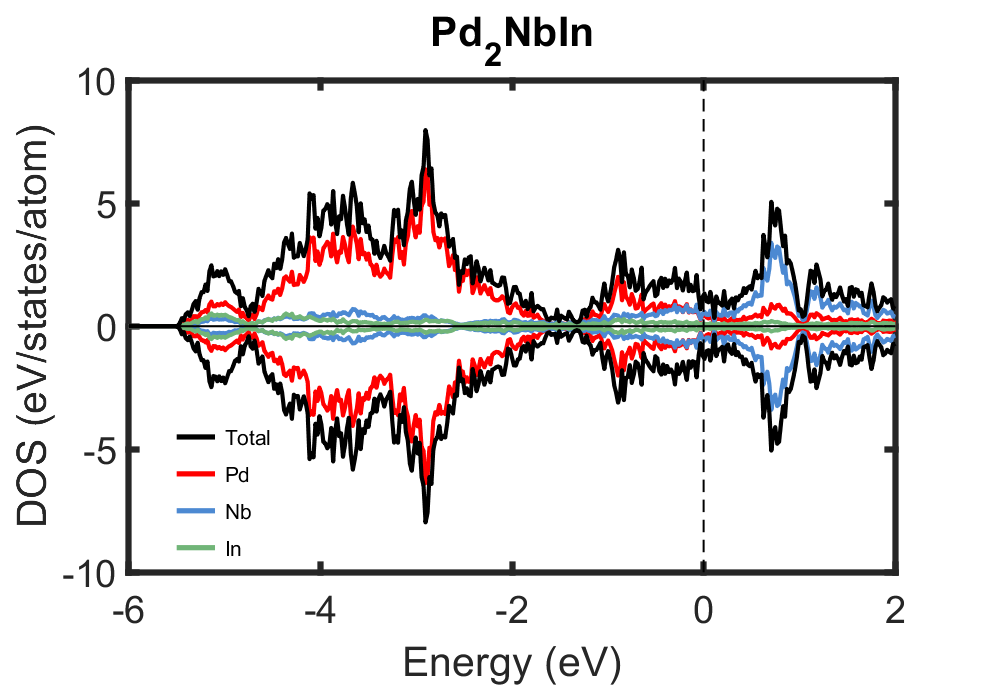 Pd2NbIn
10
5
0
-5
-10
DOS (eV/states/atom)
Total
Pd
Nb
In
-6 -4 -2 0 2
Energy (eV)